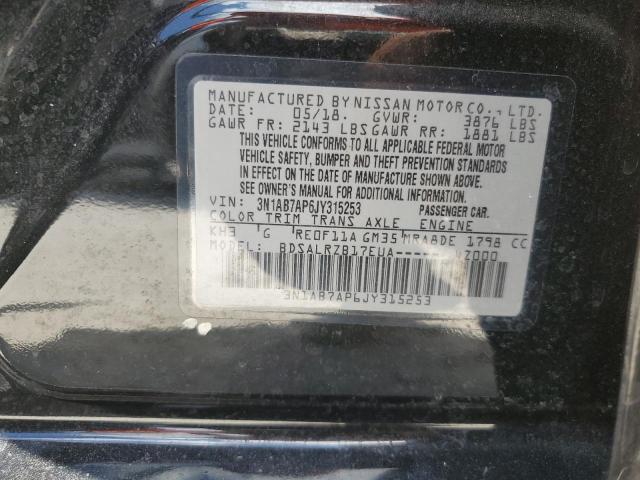 MANUFACTURED BY NISSAN MOTOR CO., LTD.
DATE: 05/18. GVWR: 3876 LBS
GAWR FR: 2143 LBS GAWR RR: 1881 LBS
THIS VEHICLE CONFORMS TO ALL APPLICABLE FEDERAL MOTOR
VEHICLE SAFETY, BUMPER AND THEFT PREVENTION STANDARDS
IN EFFECT ON THE DATE OF MANUFACTURE SHOWN ABOVE.
SEE OWNER'S MANUAL FOR ADDITIONAL INFORMATION.
VIN: 3N1AB7AP6JY315253 PASSENGER CAR.
COLOR TRIM TRANS AXLE ENGINE
KH3 G RE0F11A GM35 MRA8DE 1798 CC
MODEL: BDSALRZB17EUA----- VZ000
3N1AB7AP6JY315253